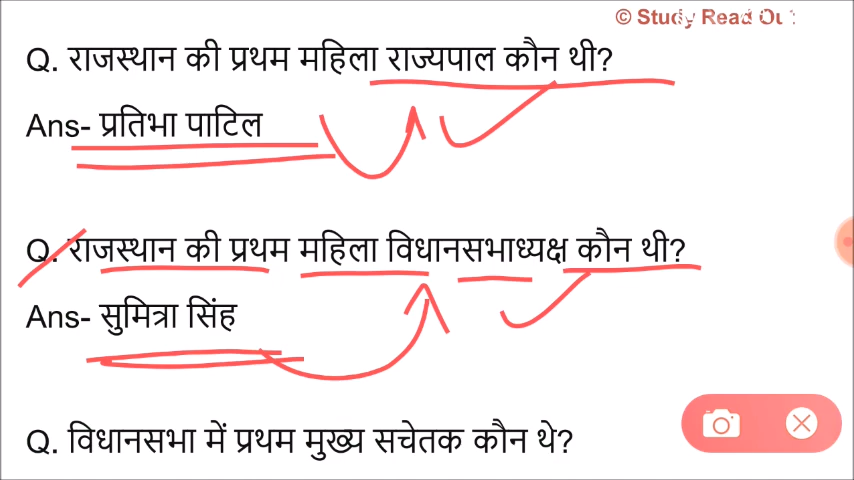 © Study Read Out
Q. राजस्थान की प्रथम महिला राज्यपाल कौन थी?
Ans- प्रतिभा पाटिल
Q. राजस्थान की प्रथम महिला विधानसभाध्यक्ष कौन थी?
Ans- सुमित्रा सिंह
Q. विधानसभा में प्रथम मुख्य सचेतक कौन थे?